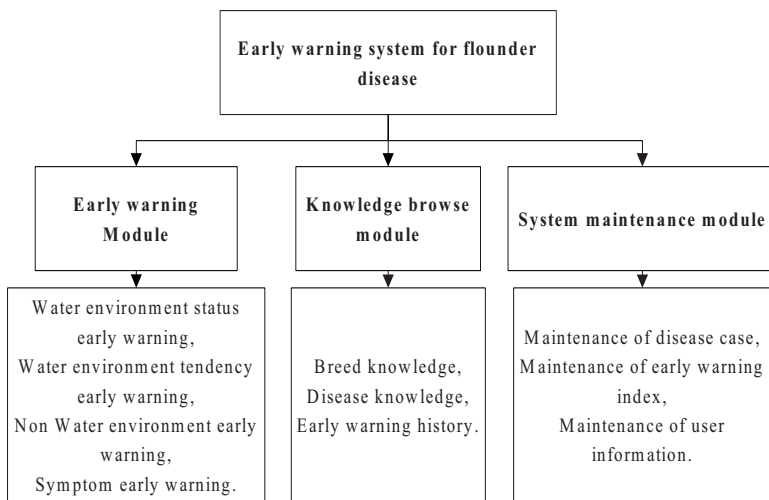 Early warning system for flounder
disease
Early warning
Module
Knowledge browse
module
System maintenance module
Water environment status
early warning,
Water environment tendency
early warning,
Non Water environment early
warning,
Symptom early warning.
Breed knowledge,
Disease knowledge,
Early warning history.
Maintenance of disease case,
Maintenance of early warning
index,
Maintenance of user
information.